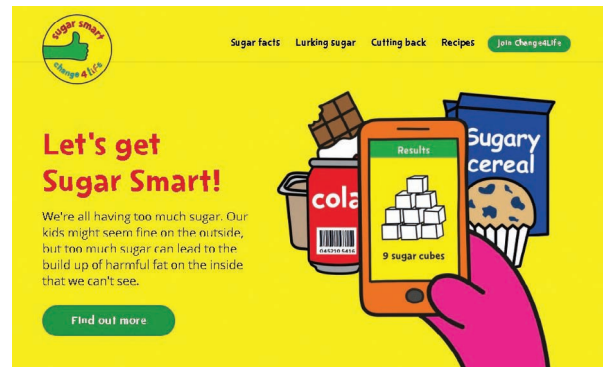 sugar smart
change 4 life
Sugar facts Lurking sugar Cutting back Recipes Join Change4Life
Let's get
Sugar Smart!
We're all having too much sugar. Our
kids might seem fine on the outside,
but too much sugar can lead to the
build up of harmful fat on the inside
that we can't see.
Find out more
cola
Results
9 sugar cubes
Sugary
cereal